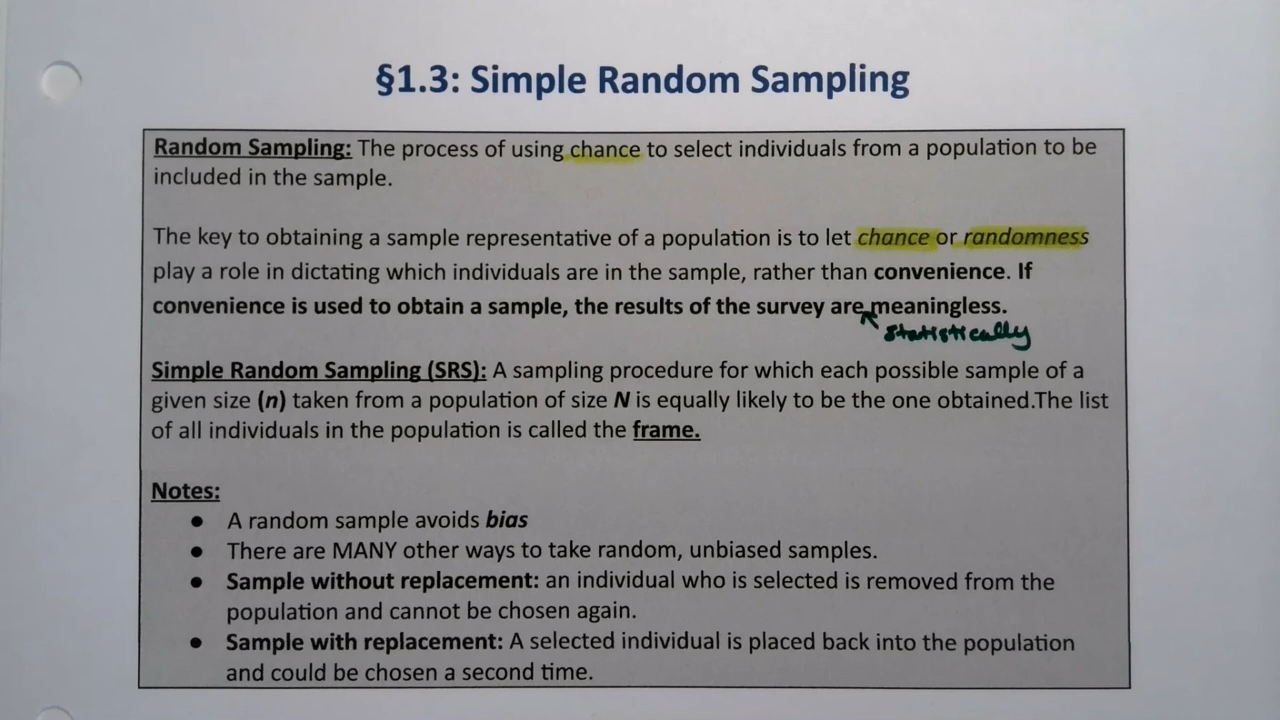 §1.3: Simple Random Sampling
Random Sampling: The process of using chance to select individuals from a population to be
included in the sample.
The key to obtaining a sample representative of a population is to let chance or randomness
play a role in dictating which individuals are in the sample, rather than convenience. If
convenience is used to obtain a sample, the results of the survey are meaningless.
statistically
Simple Random Sampling (SRS): A sampling procedure for which each possible sample of a
given size (n) taken from a population of size N is equally likely to be the one obtained.The list
of all individuals in the population is called the frame.
Notes:
● A random sample avoids bias
● There are MANY other ways to take random, unbiased samples.
● Sample without replacement: an individual who is selected is removed from the
population and cannot be chosen again.
● Sample with replacement: A selected individual is placed back into the population
and could be chosen a second time.